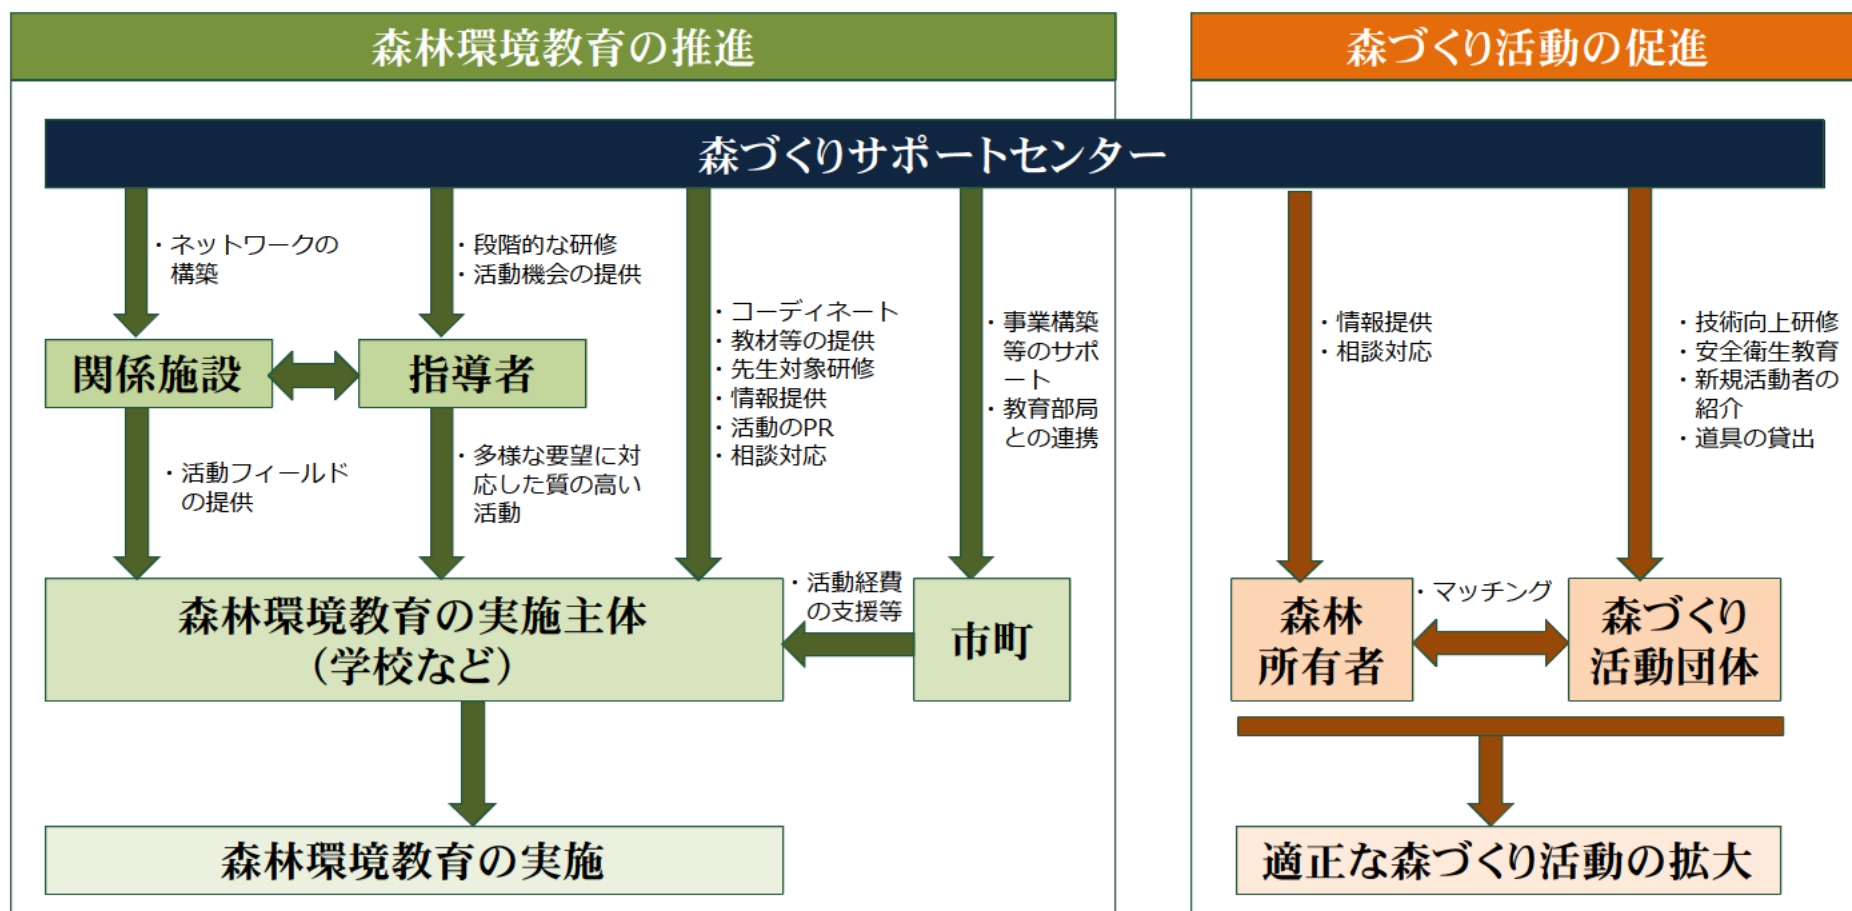 森林環境教育の推進
森づくり活動の促進
森づくりサポートセンター
・ネットワークの
構築
・段階的な研修
・活動機会の提供
・コーディネート
・教材等の提供
・先生対象研修
・情報提供
・活動のPR
・相談対応
・事業構築
等のサポ
ート
・教育部局
との連携
・情報提供
・相談対応
・技術向上研修
・安全衛生教育
・新規活動者の
紹介
・道具の貸出
関係施設
指導者
・活動フィールド
の提供
・多様な要望に対
応した質の高い
活動
森林環境教育の実施主体
（学校など）
・活動経費
の支援等
市町
森林
所有者
・マッチング
森づくり
活動団体
森林環境教育の実施
適正な森づくり活動の拡大